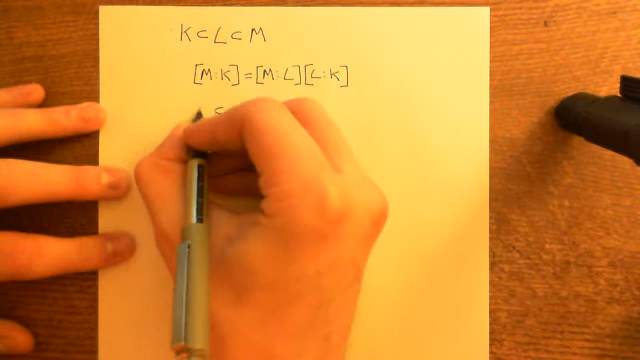 K ⊂ L ⊂ M
[M:K] = [M:L][L:K]